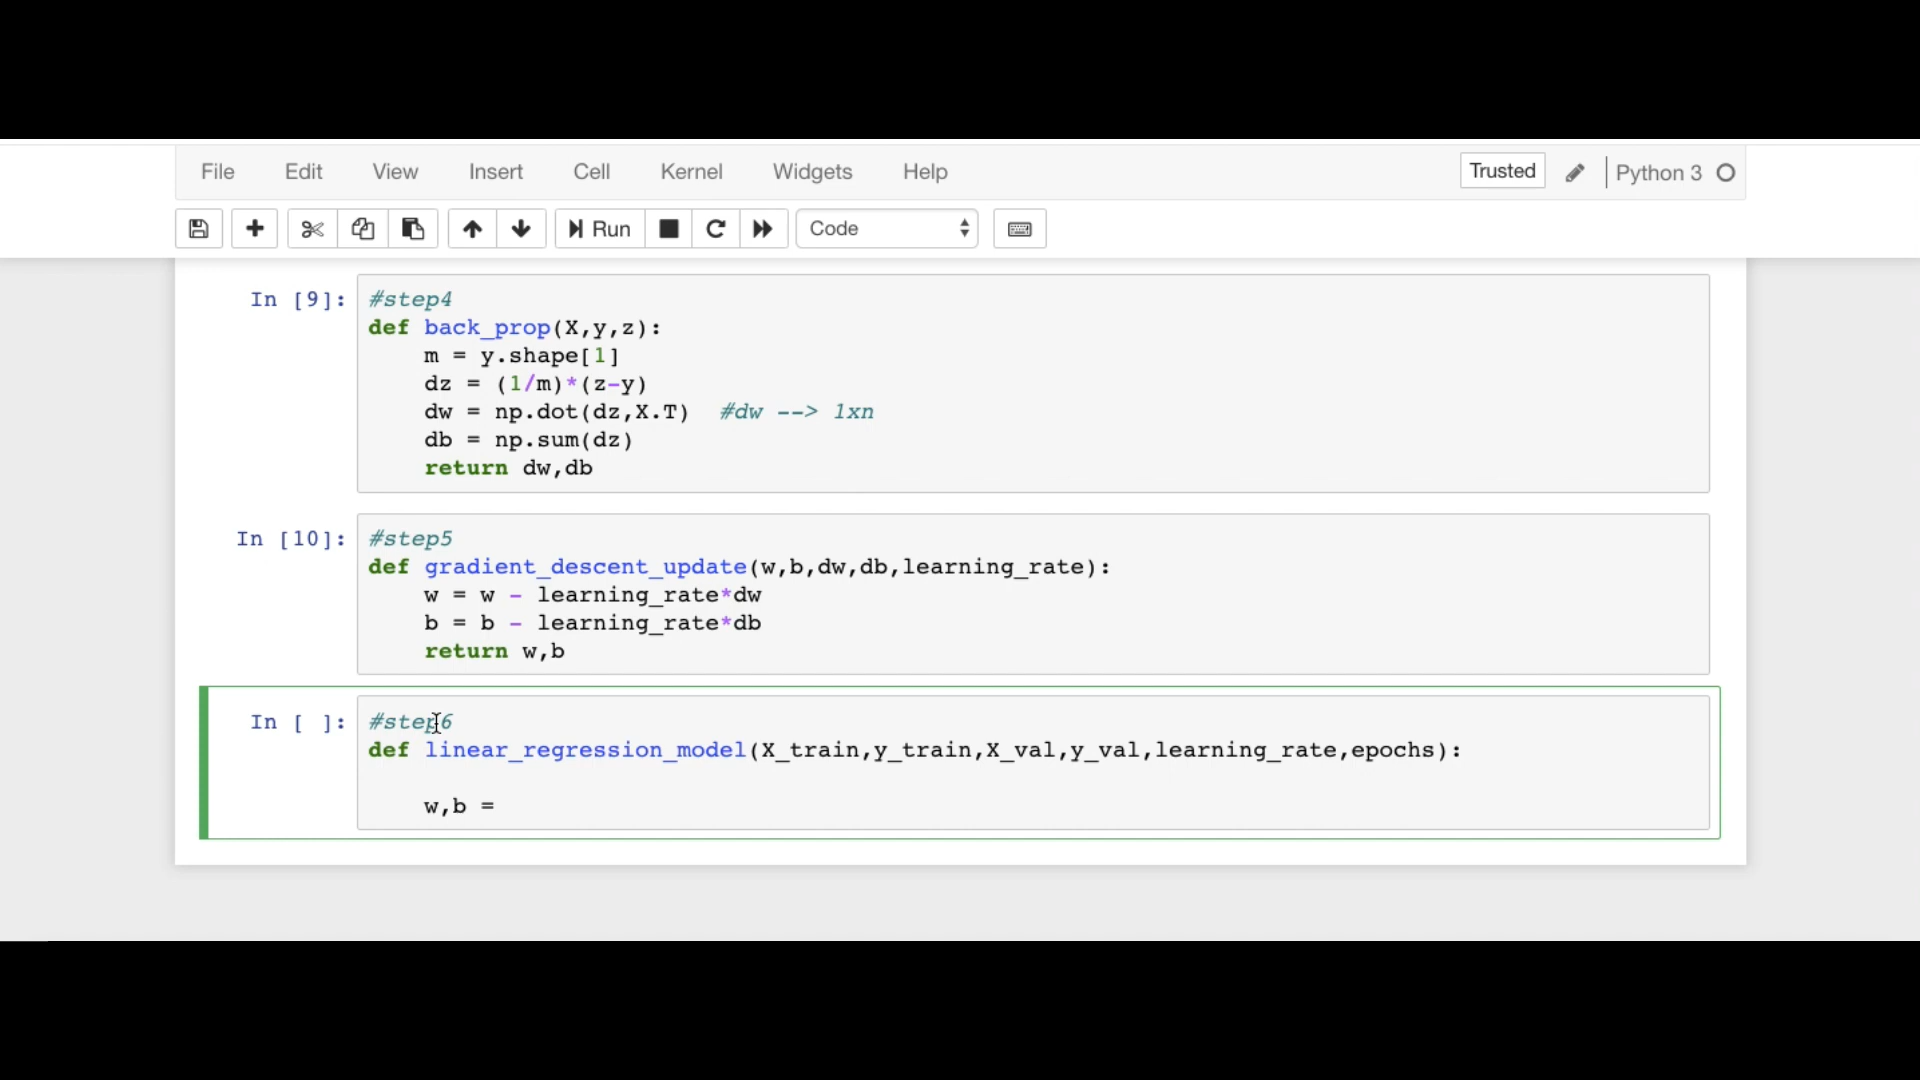 File Edit View Insert Cell Kernel Widgets Help Trusted Python 3
Run Code
In [9]: #step4
def back_prop(X,y,z):
    m = y.shape[1]
    dz = (1/m)*(z-y)
    dw = np.dot(dz,X.T)  #dw --> 1xn
    db = np.sum(dz)
    return dw,db
In [10]: #step5
def gradient_descent_update(w,b,dw,db,learning_rate):
    w = w - learning_rate*dw
    b = b - learning_rate*db
    return w,b
In [ ]: #step6
def linear_regression_model(X_train,y_train,X_val,y_val,learning_rate,epochs):
    w,b =